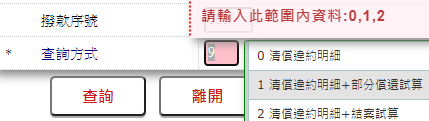 撥款序號
請輸入此範圍內資料:0,1,2
* 查詢方式 9
0 清償違約明細
1 清償違約明細+部分償還試算
2 清償違約明細+結案試算
查詢 離開